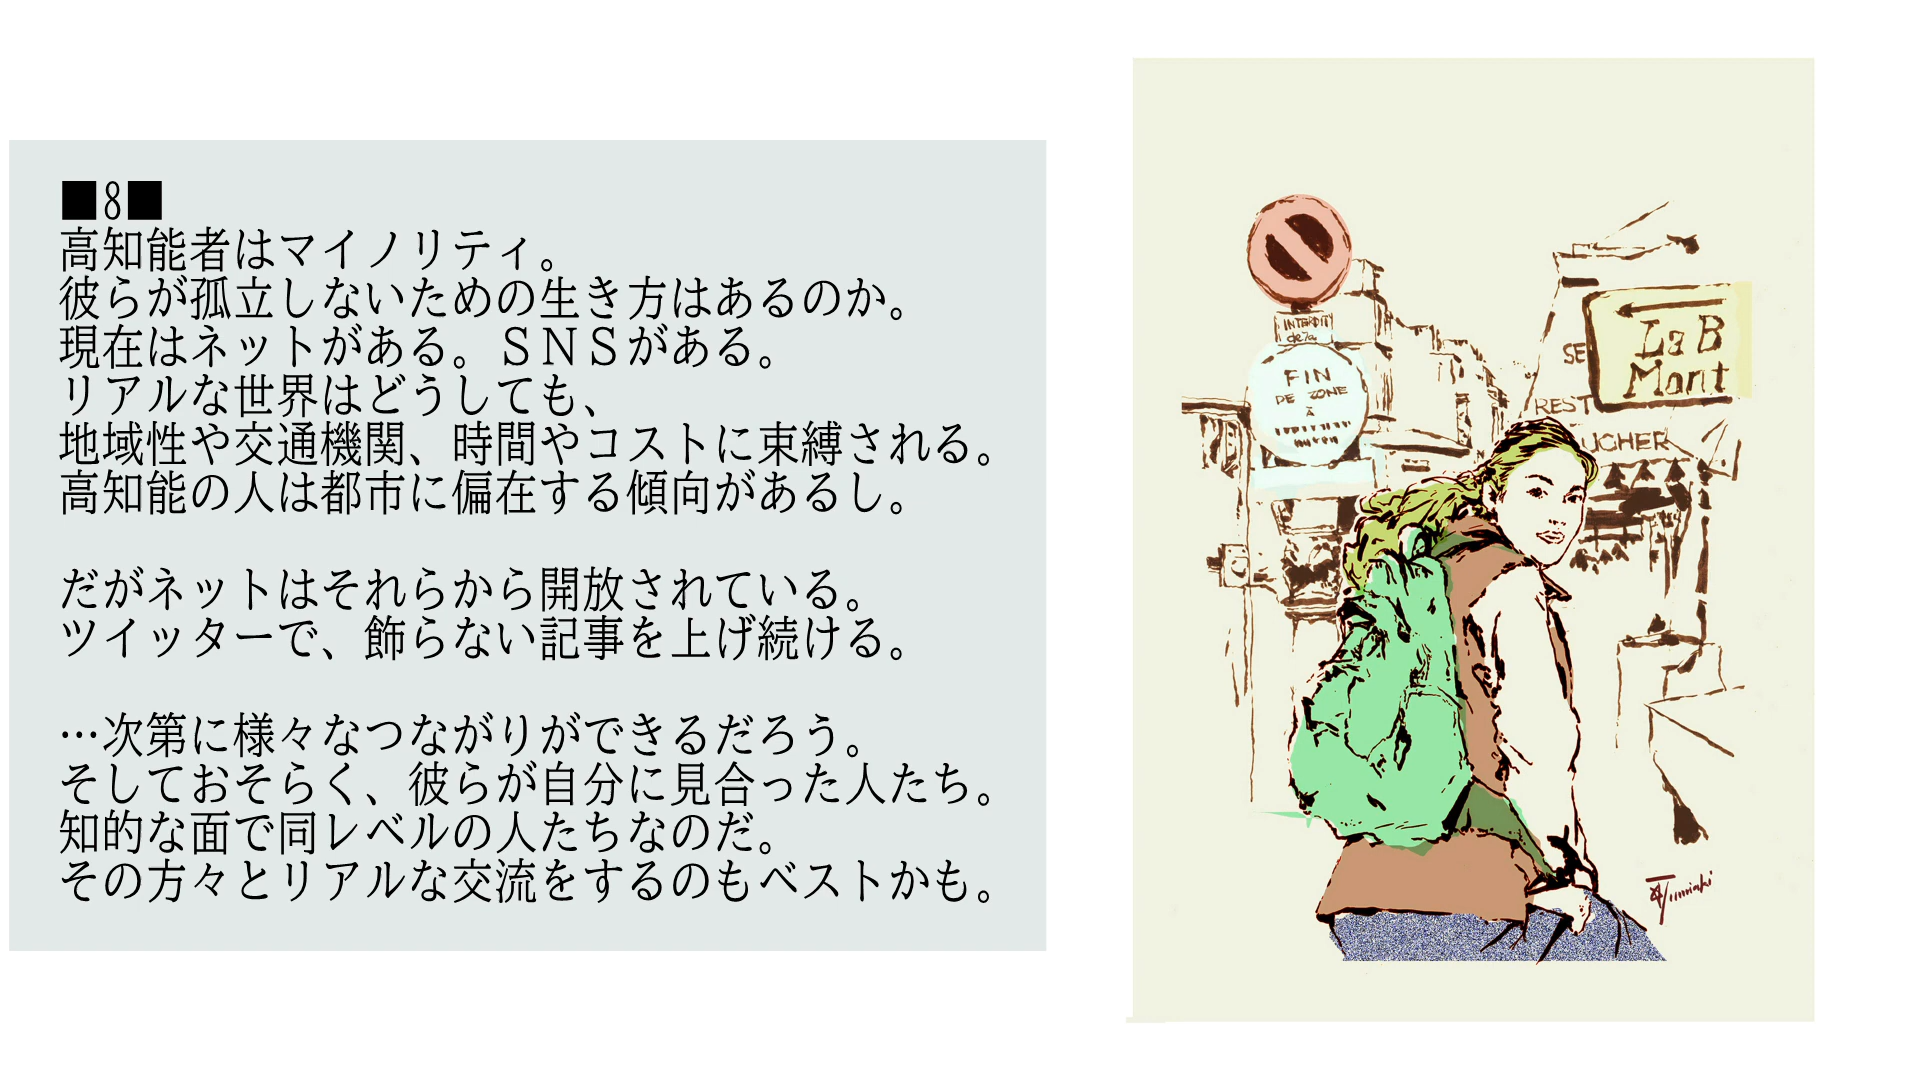 ■8■
高知能者はマイノリティ。
彼らが孤立しないための生き方はあるのか。
現在はネットがある。ＳＮＳがある。
リアルな世界はどうしても、
地域性や交通機関、時間やコストに束縛される。
高知能の人は都市に偏在する傾向があるし。
だがネットはそれらから開放されている。
ツイッターで、飾らない記事を上げ続ける。
…次第に様々なつながりができるだろう。
そしておそらく、彼らが自分に見合った人たち。
知的な面で同レベルの人たちなのだ。
その方々とリアルな交流をするのもベストかも。
INTERDIT
dela
FIN
DE ZONE
À
La B
Mont
SE
REST
UCHER